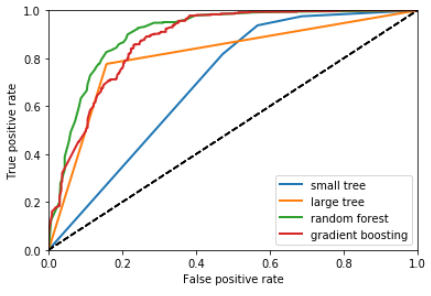 1.0
0.8
0.6
0.4
0.2
0.0
True positive rate
small tree
large tree
random forest
gradient boosting
0.0 0.2 0.4 0.6 0.8 1.0
False positive rate